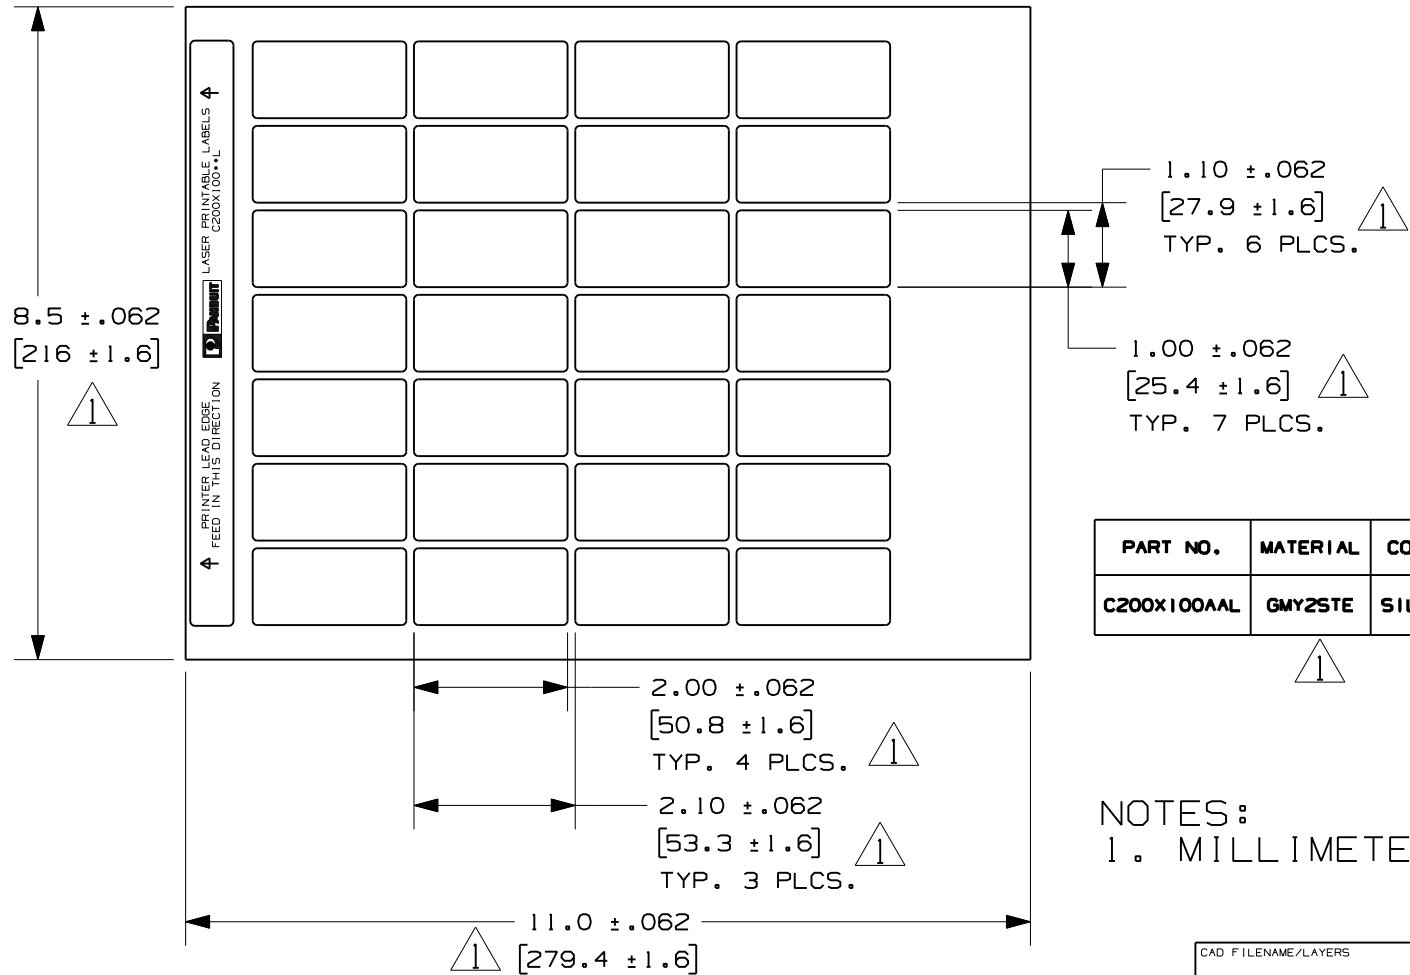 8.5 ±.062
[216 ±1.6]
1
LASER PRINTABLE LABELS
C200X100**L
PANDUIT
PRINTER LEAD EDGE
FEED IN THIS DIRECTION
1.10 ±.062
[27.9 ±1.6]
TYP. 6 PLCS.
1
1.00 ±.062
[25.4 ±1.6]
TYP. 7 PLCS.
1
PART NO. MATERIAL
C200X100AAL GMY2STE
1
2.00 ±.062
[50.8 ±1.6]
TYP. 4 PLCS.
1
2.10 ±.062
[53.3 ±1.6]
TYP. 3 PLCS.
1
11.0 ±.062
[279.4 ±1.6]
1
NOTES:
1. MILLIMETE
CAD FILENAME/LAYERS